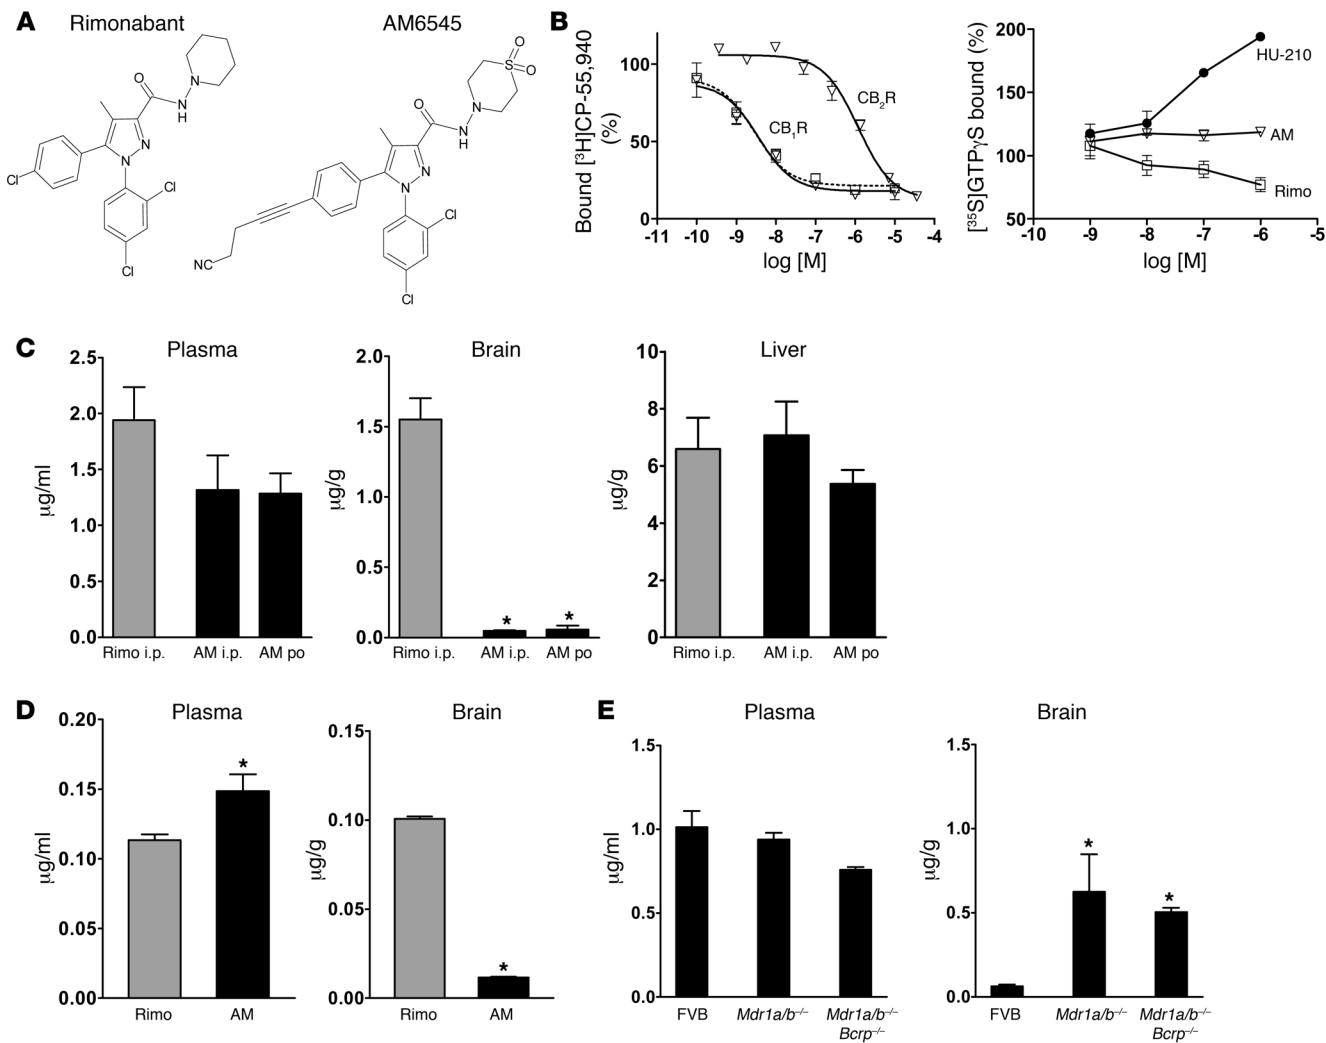 A
Rimonabant
AM6545
O
N
N
H
N
N
Cl
Cl
Cl
O
O
S
N
O
N
H
N
N
Cl
Cl
NC
B
Bound [³H]CP-55,940
(%)
100
50
0
-11 -10 -9 -8 -7 -6 -5 -4
log [M]
CB₁R
CB₂R
[³⁵S]GTPγS bound (%)
200
150
100
50
-10 -9 -8 -7 -6 -5
log [M]
HU-210
AM
Rimo
C
Plasma
µg/ml
2.5
2.0
1.5
1.0
0.5
0.0
Rimo i.p. AM i.p. AM po
Brain
µg/g
2.0
1.5
1.0
0.5
0.0
* *
Rimo i.p. AM i.p. AM po
Liver
µg/g
10
8
6
4
2
0
Rimo i.p. AM i.p. AM po
D
Plasma
µg/ml
0.20
0.15
0.10
0.05
0.00
*
Rimo AM
Brain
µg/g
0.15
0.10
0.05
0.00
*
Rimo AM
E
Plasma
µg/ml
1.5
1.0
0.5
0.0
FVB Mdr1a/b⁻/⁻ Mdr1a/b⁻/⁻
Bcrp⁻/⁻
Brain
µg/g
1.5
1.0
0.5
0.0
* *
FVB Mdr1a/b⁻/⁻ Mdr1a/b⁻/⁻
Bcrp⁻/⁻